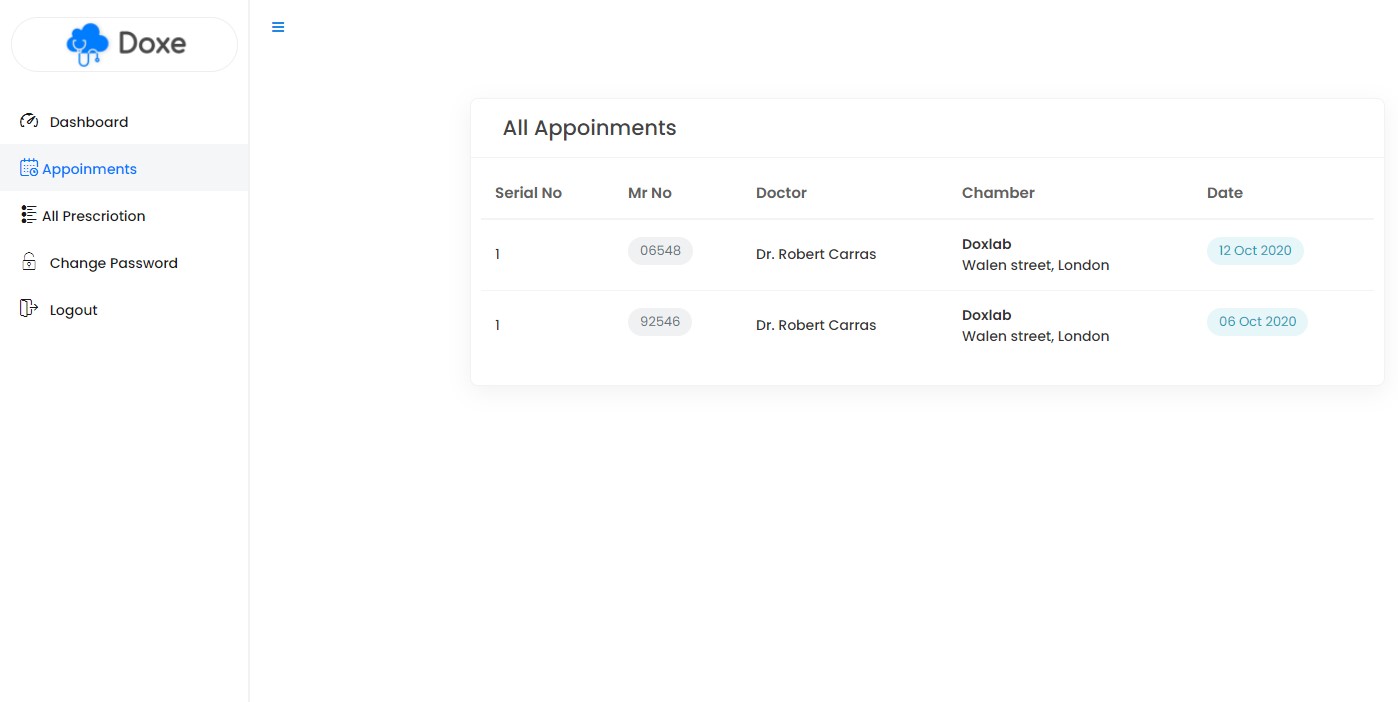 Doxe
Dashboard
Appoinments
All Prescriotion
Change Password
Logout
All Appoinments
Serial No Mr No Doctor Chamber Date
1 06548 Dr. Robert Carras Doxlab 12 Oct 2020
Walen street, London
1 92546 Dr. Robert Carras Doxlab 06 Oct 2020
Walen street, London